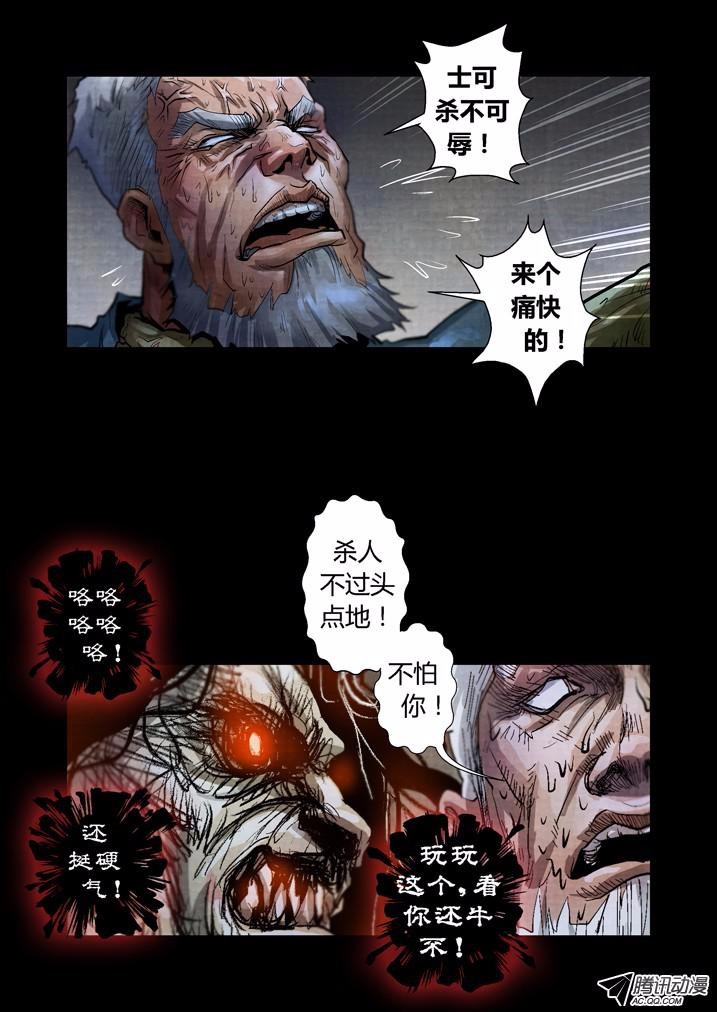 士可
杀不可
辱！
来个
痛快
的！
杀人
不过头
点地！
不怕
你！
咯咯
咯咯
咯！
还
挺硬
气！
玩玩
这个，看
你还牛
不！
腾讯动漫
AC.QQ.COM